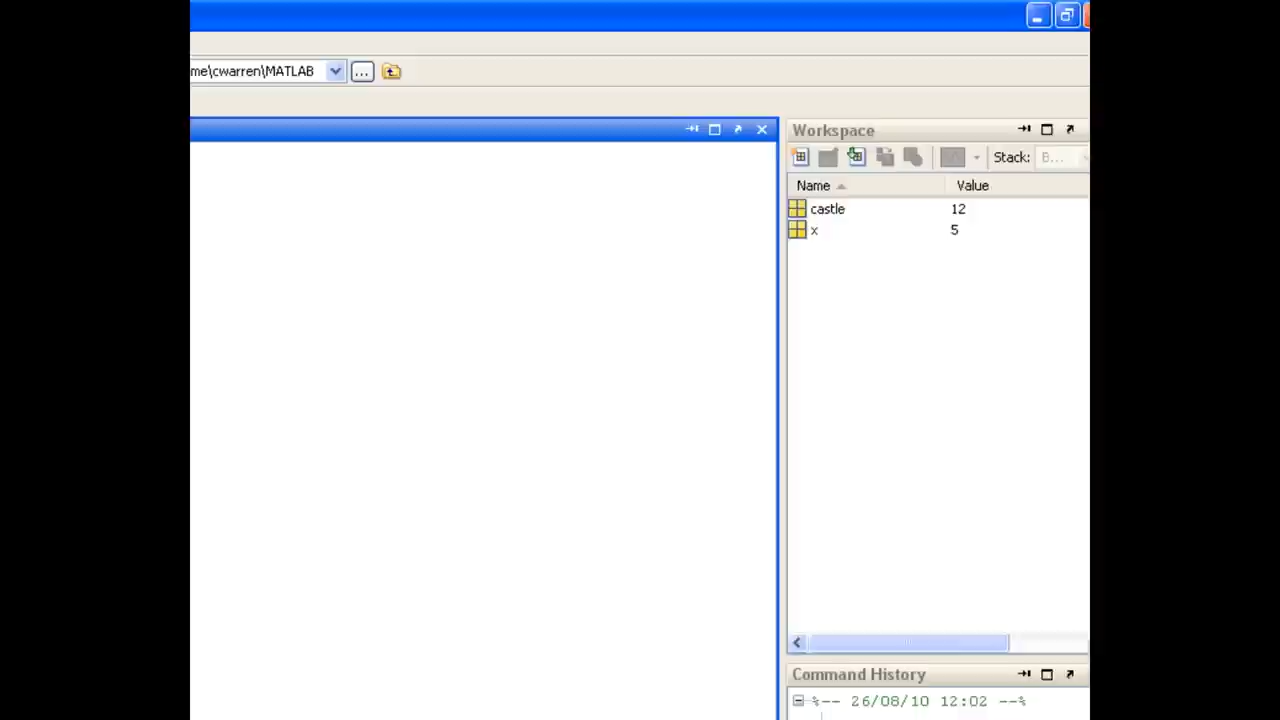 me\cwarren\MATLAB ...
Workspace
Stack: B...
Name Value
castle 12
x 5
Command History
%-- 26/08/10 12:02 --%